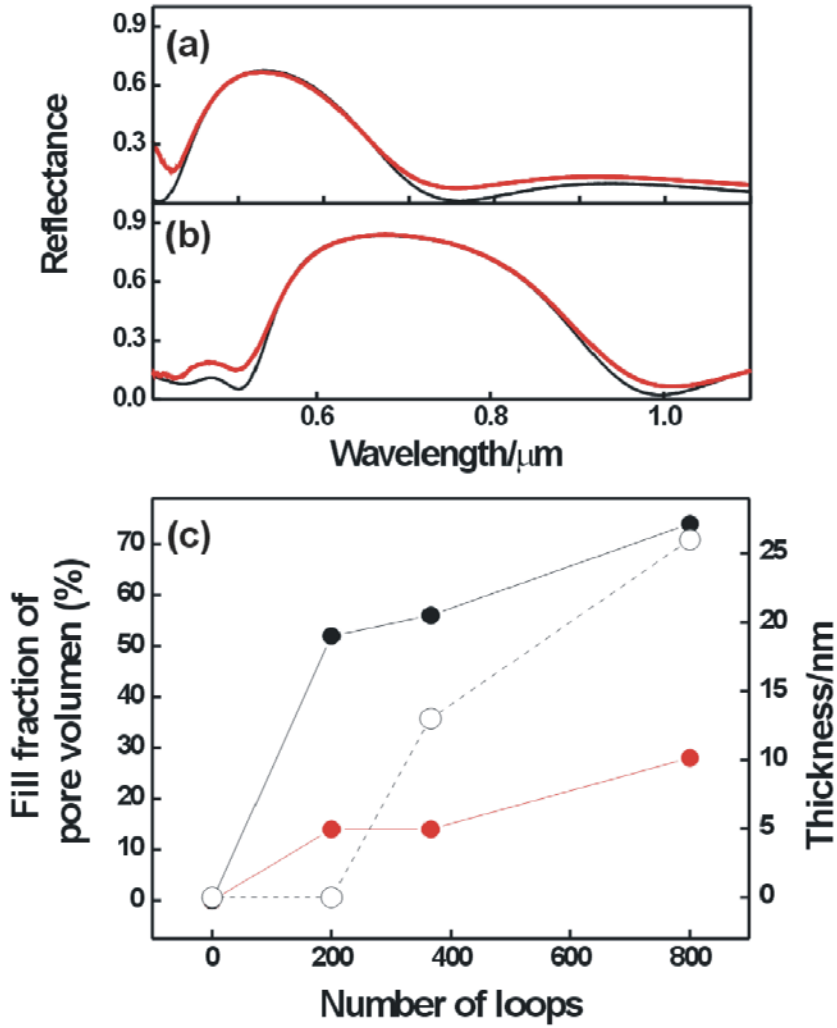 (a)
0.9
0.6
0.3
Reflectance
(b)
0.9
0.6
0.3
0.0
0.6 0.8 1.0
Wavelength/μm
(c)
70
60
50
40
30
20
10
0
Fill fraction of
pore volumen (%)
25
20
15
10
5
0
Thickness/nm
0 200 400 600 800
Number of loops